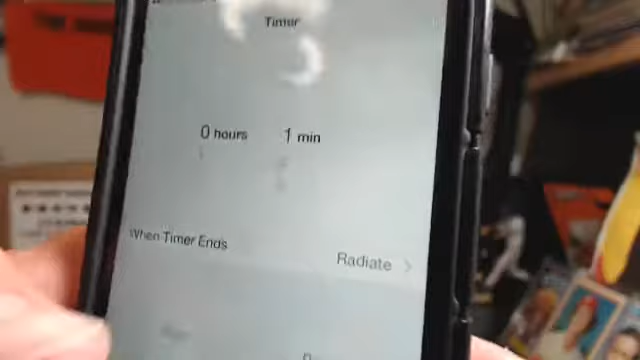 Timer
0 hours 1 min
When Timer Ends
Radiate >